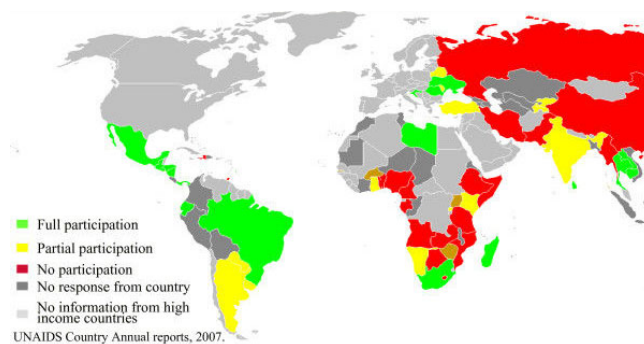 Full participation
Partial participation
No participation
No response from country
No information from high
income countries
UNAIDS Country Annual reports, 2007.